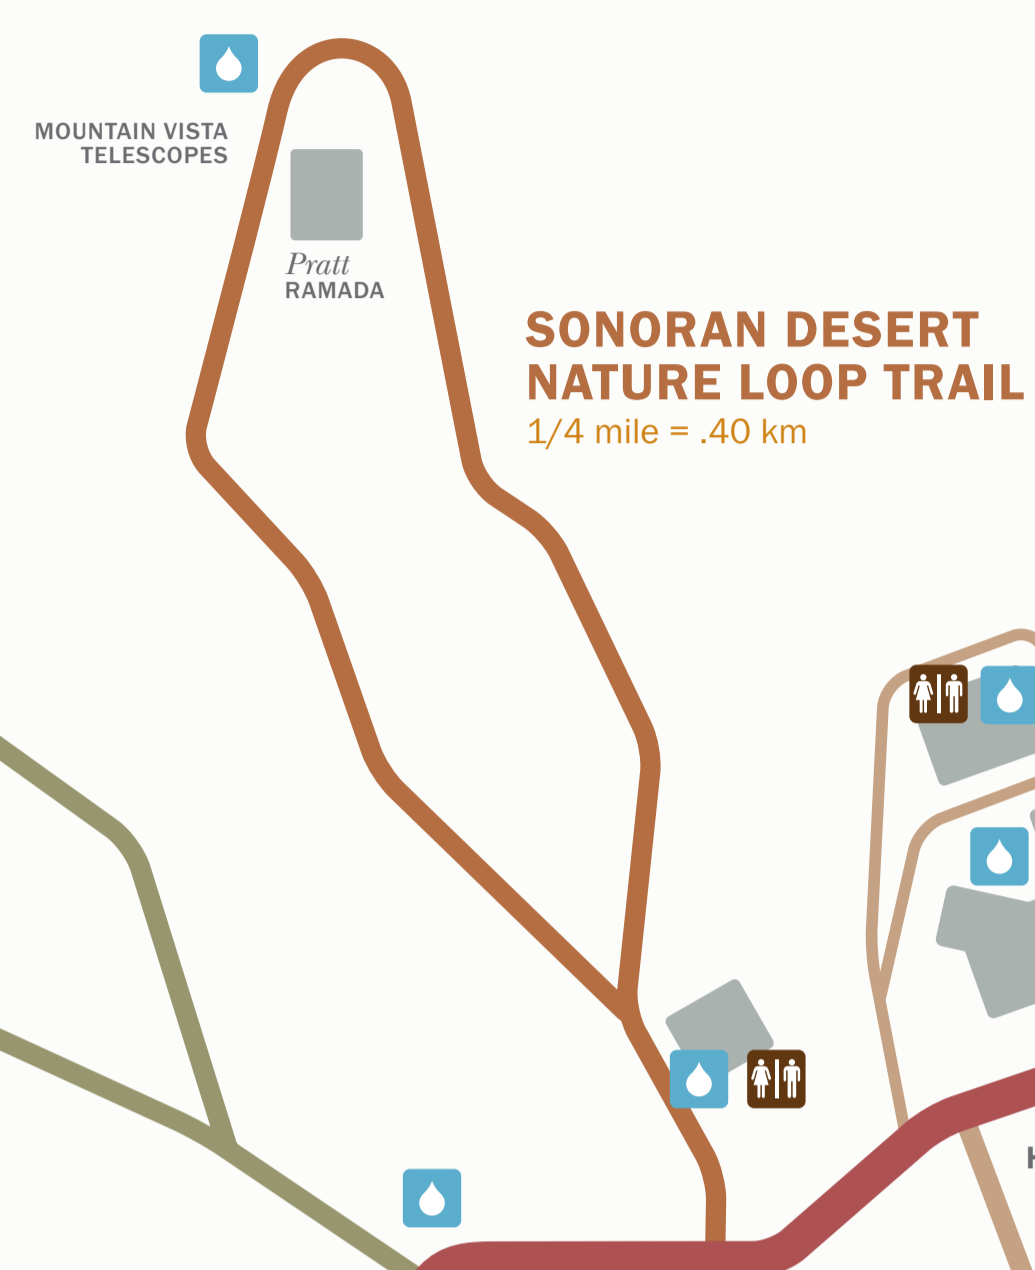 MOUNTAIN VISTA
TELESCOPES
Pratt
RAMADA
SONORAN DESERT
NATURE LOOP TRAIL
1/4 mile = .40 km